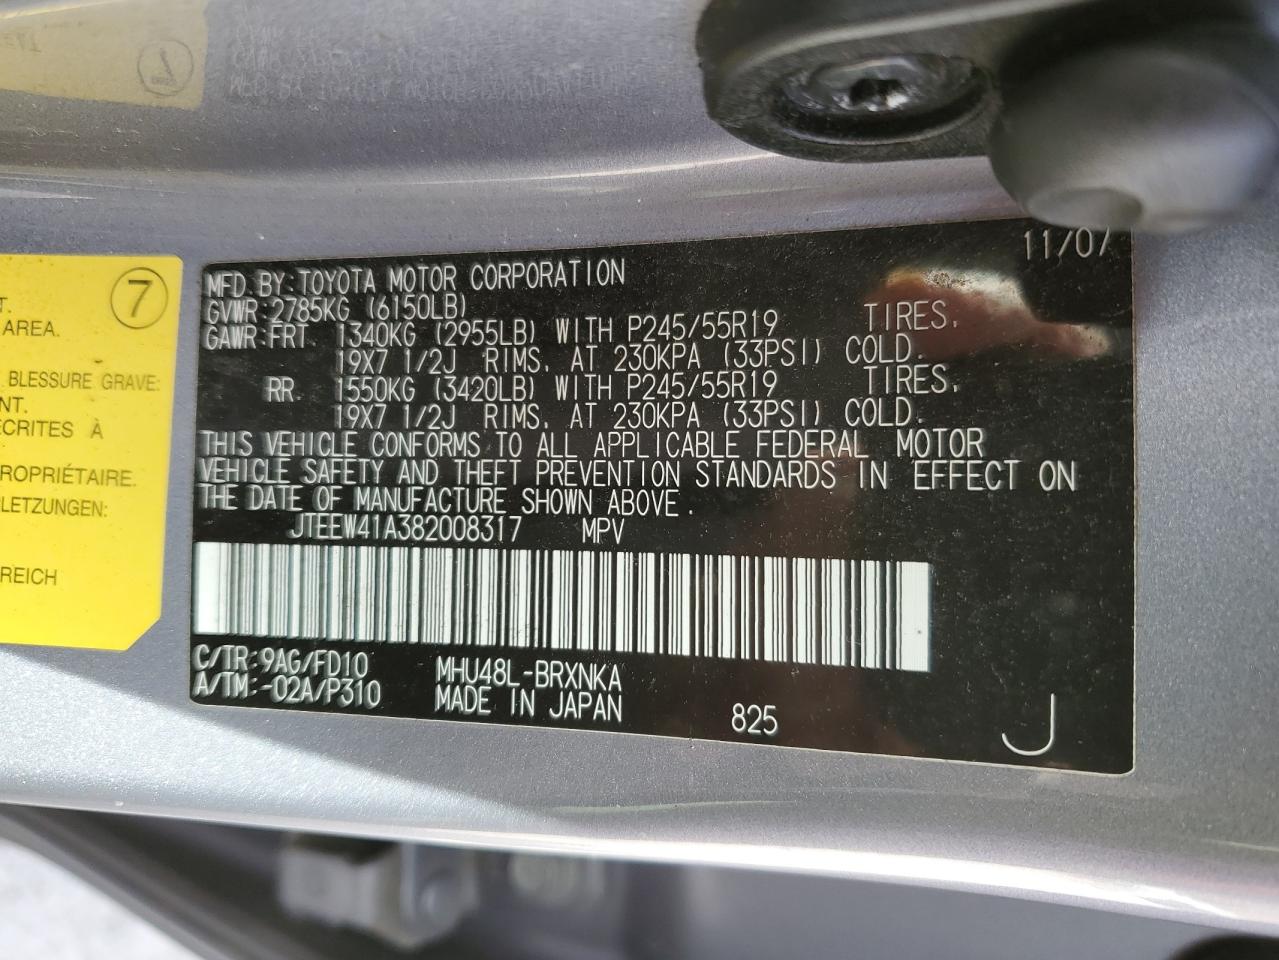 11/07
MFD. BY: TOYOTA MOTOR CORPORATION
GVWR: 2785KG (6150LB)
GAWR: FRT. 1340KG (2955LB) WITH P245/55R19 TIRES.
19X7 1/2J RIMS. AT 230KPA (33PSI) COLD.
RR. 1550KG (3420LB) WITH P245/55R19 TIRES.
19X7 1/2J RIMS. AT 230KPA (33PSI) COLD.
THIS VEHICLE CONFORMS TO ALL APPLICABLE FEDERAL MOTOR
VEHICLE SAFETY AND THEFT PREVENTION STANDARDS IN EFFECT ON
THE DATE OF MANUFACTURE SHOWN ABOVE.
JTEEW41A382008317 MPV
C/TR: 9AG/FD10 MHU48L-BRXNKA
A/TM: -02A/P310 MADE IN JAPAN
825 J
7
AREA.
BLESSURE GRAVE:
À
REICH